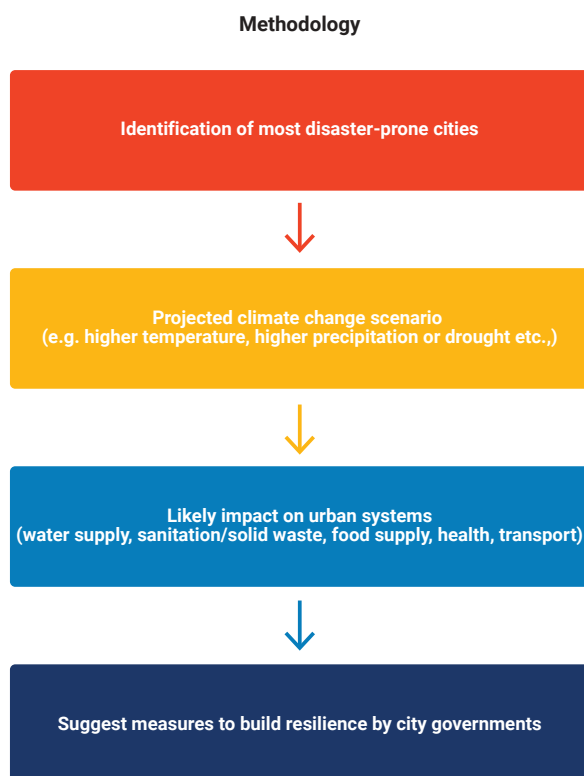 Methodology
Identification of most disaster-prone cities
Projected climate change scenario
(e.g. higher temperature, higher precipitation or drought etc.,)
Likely impact on urban systems
(water supply, sanitation/solid waste, food supply, health, transport)
Suggest measures to build resilience by city governments